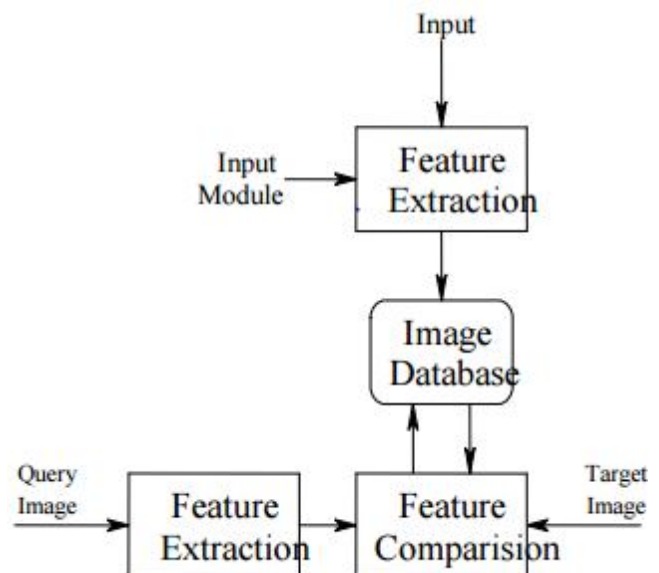 Input
Input
Module
Feature
Extraction
Image
Database
Query
Image
Feature
Extraction
Feature
Comparision
Target
Image